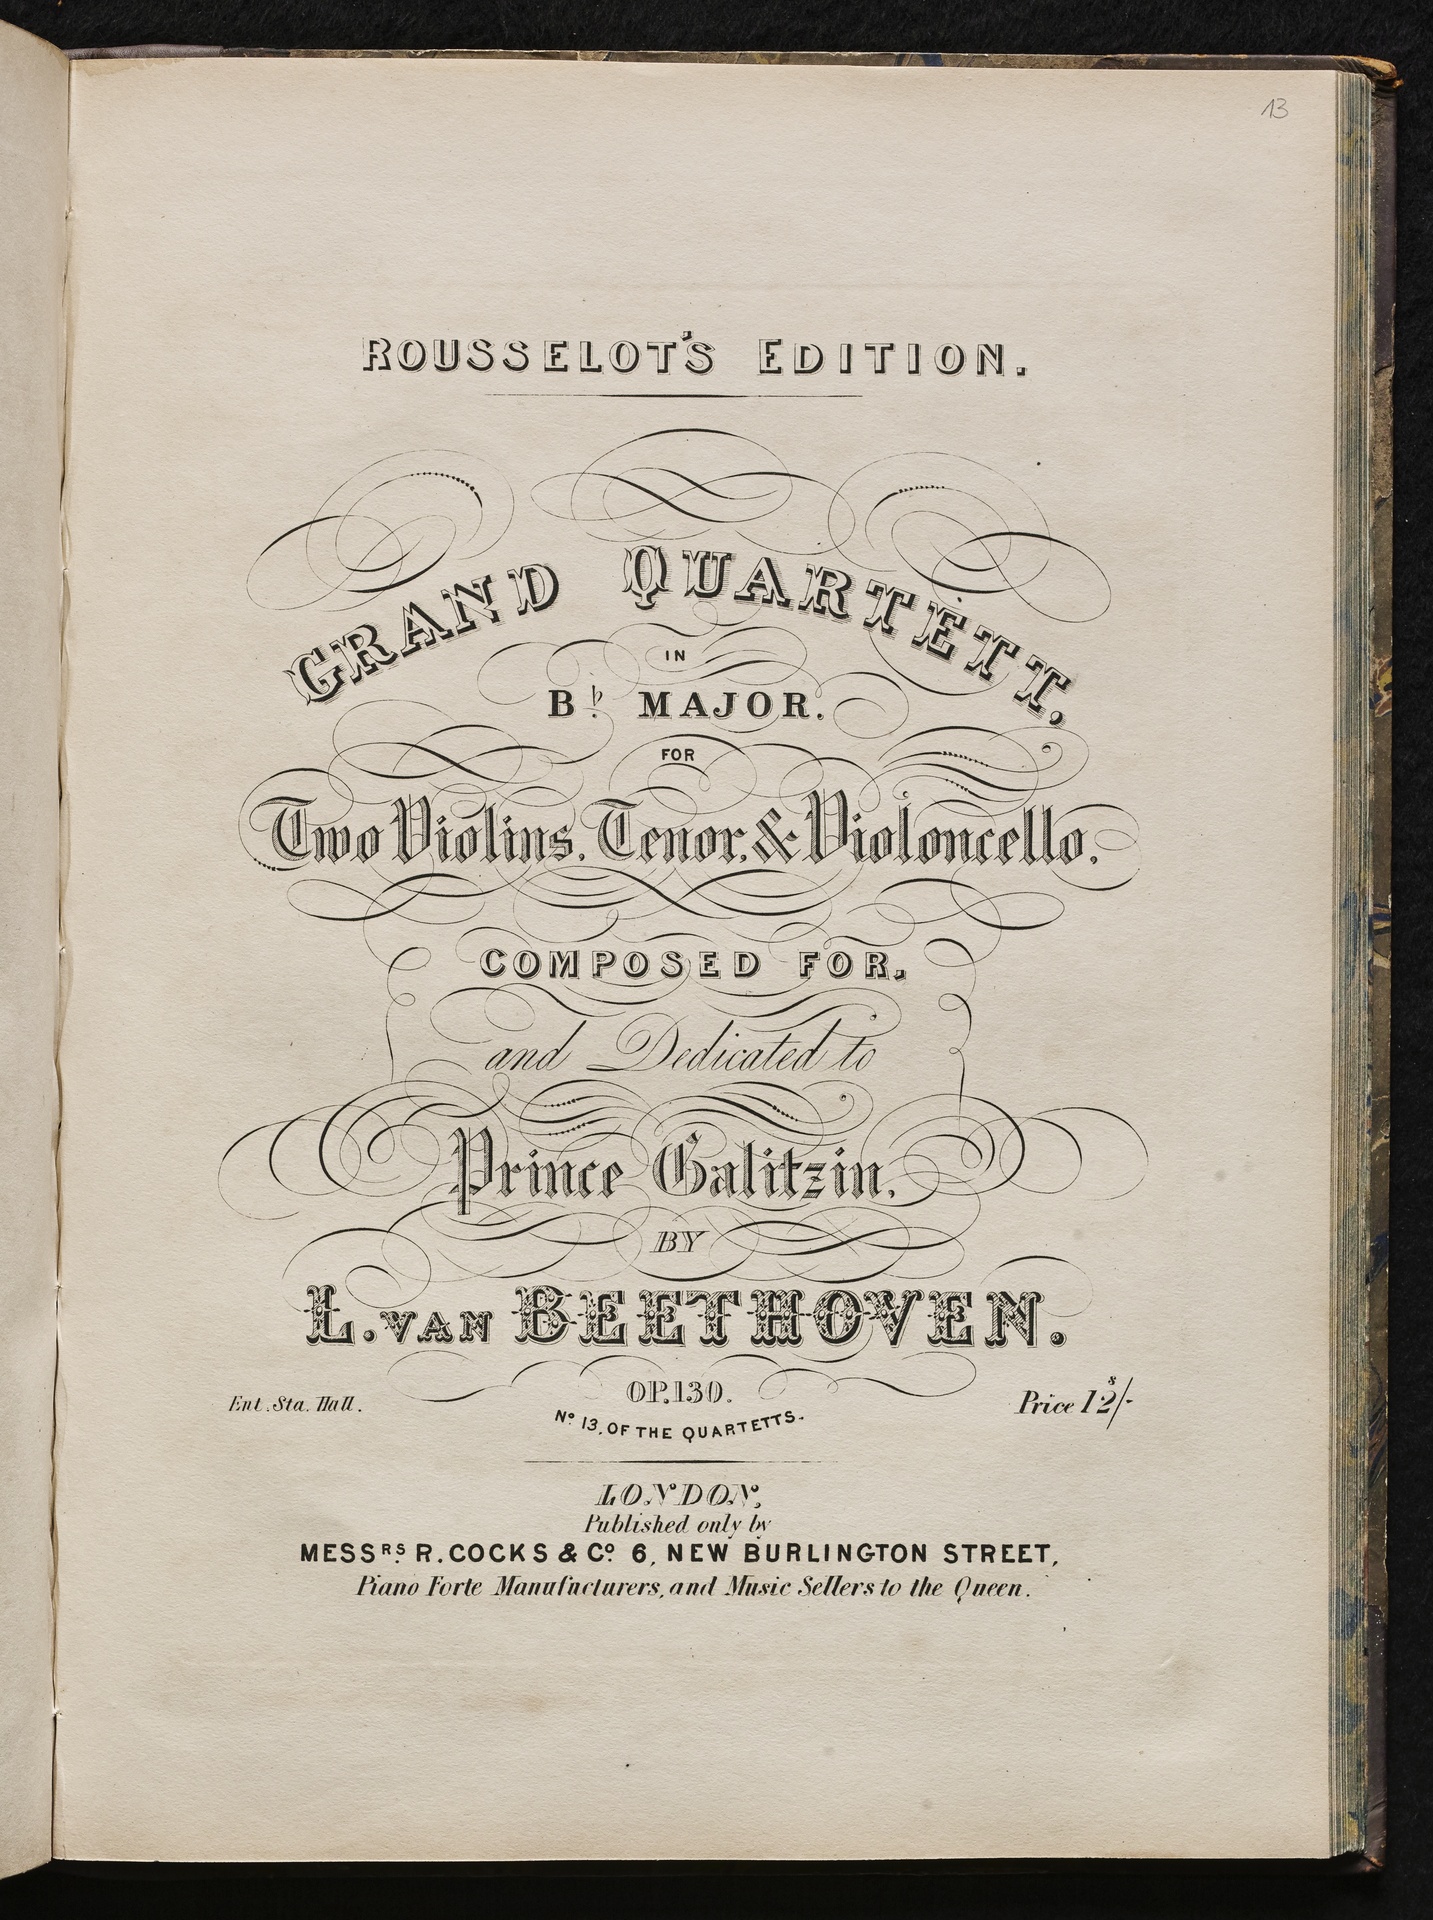 13
ROUSSELOT'S EDITION.
GRAND QUARTETT,
IN
B♭ MAJOR.
FOR
Two Violins, Tenor, & Violoncello.
COMPOSED FOR,
and Dedicated to
Prince Galitzin,
BY
L. VAN BEETHOVEN.
OP. 130.
Ent. Sta. Hall.
Price 12s/-
No. 13, OF THE QUARTETTS.
LONDON,
Published only by
MESSRS. R. COCKS & Co. 6, NEW BURLINGTON STREET,
Piano Forte Manufacturers, and Music Sellers to the Queen.